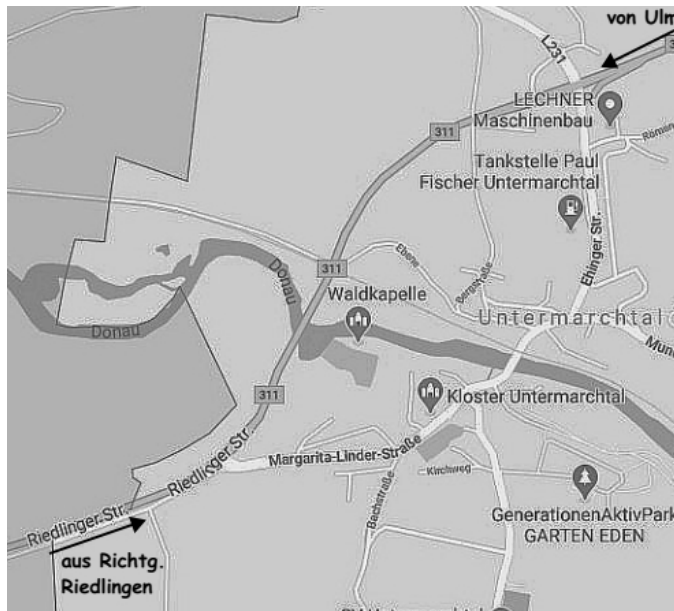 von Ulm
L231
LECHNER
Maschinenbau
311
Tankstelle Paul
Fischer Untermarchtal
Ehinger Str.
Ebene
Bergstraße
311
Donau
Donau
Waldkapelle
Untermarchtal
311
Kloster Untermarchtal
Margarita-Linder-Straße
Riedlinger Str.
Kirchweg
Bachstraße
GenerationenAktivPark
GARTEN EDEN
Riedlinger Str.
aus Richtg.
Riedlingen